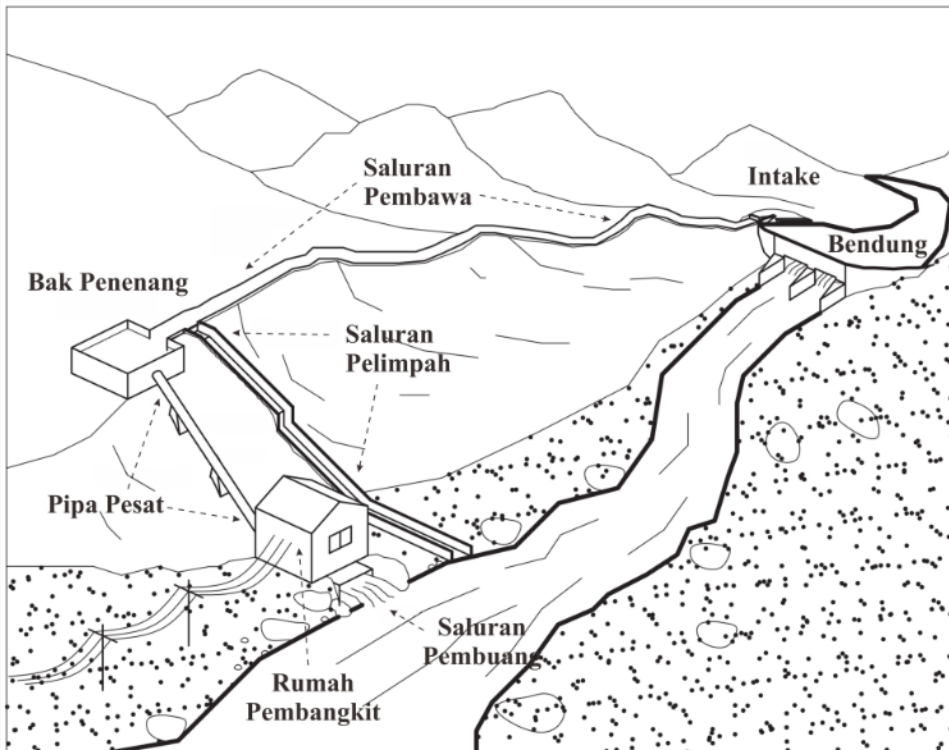 Saluran
Pembawa
Intake
Bendung
Bak Penenang
Saluran
Pelimpah
Pipa Pesat
Saluran
Pembuang
Rumah
Pembangkit